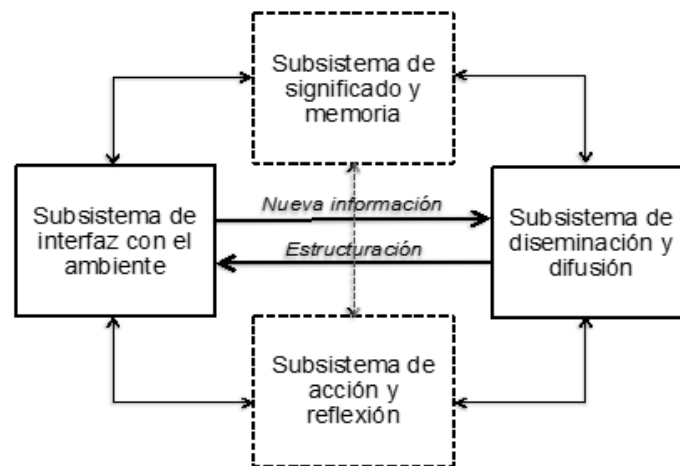 Subsistema de
significado y
memoria
Nueva información
Subsistema de
interfaz con el
ambiente
Subsistema de
diseminación y
difusión
Estructuración
Subsistema de
acción y
reflexión